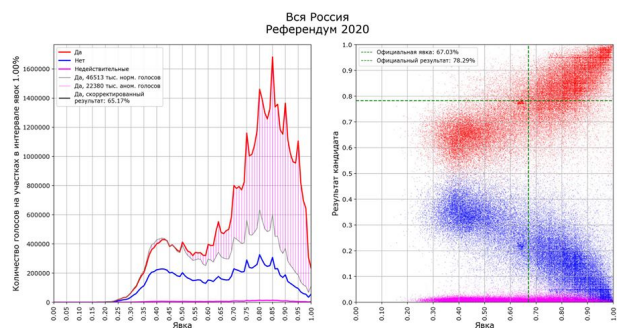 Вся Россия
Референдум 2020
Количество голосов на участках в интервале явок 1.00%
1600000
1400000
1200000
1000000
800000
600000
400000
200000
0
Да
Нет
Недействительные
Да, 46513 тыс. норм. голосов
Да, 22380 тыс. аном. голосов
Да, скорректированный
результат: 65.17%
0.00 0.05 0.10 0.15 0.20 0.25 0.30 0.35 0.40 0.45 0.50 0.55 0.60 0.65 0.70 0.75 0.80 0.85 0.90 0.95 1.00
Явка
Результат кандидата
1.0
0.9
0.8
0.7
0.6
0.5
0.4
0.3
0.2
0.1
0.0
Официальная явка: 67.03%
Официальный результат: 78.29%
0.00 0.10 0.20 0.30 0.40 0.50 0.60 0.70 0.80 0.90 1.00
Явка